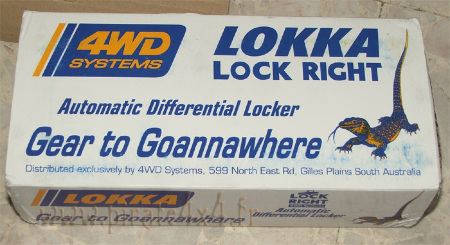 4WD
SYSTEMS
LOKKA
LOCK RIGHT
Automatic Differential Locker
Gear to Goannawhere
Distributed exclusively by 4WD Systems, 599 North East Rd, Gilles Plains South Australia
LOKKA
Gear to Goannawhere
LOCK
RIGHT
Automatic
Differential Locker